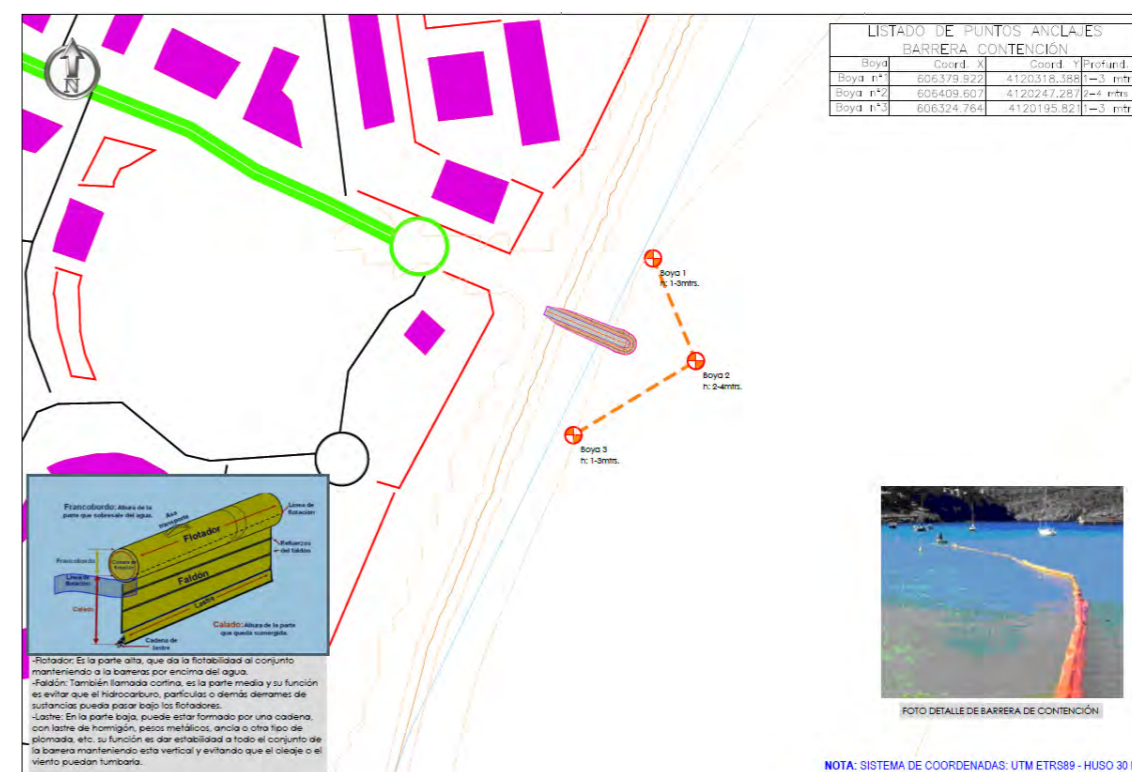 N
LISTADO DE PUNTOS ANCLAJES
BARRERA CONTENCIÓN
Boya Coord. X Coord. Y Profund.
Boya nº1 606379.922 4120318.388 1-3 mtr
Boya nº2 606409.607 4120247.287 2-4 mtrs
Boya nº3 606324.764 4120195.821 1-3 mtr
Boya 1
h: 1-3mtrs.
Boya 2
h: 2-4mtrs.
Boya 3
h: 1-3mtrs.
Francobordo: Altura de la
parte que sobresale del agua.
Asa
transporte
Línea de
flotación
Flotador
Refuerzos
del faldón
Francobordo
Línea de
flotación
Faldón
Calado
Lastre
Calado: Altura de la parte
que queda sumergida.
Cadena de
lastre
-Flotador: Es la parte alta, que da la flotabilidad al conjunto
manteniendo a la barreras por encima del agua.
-Faldón: También llamada cortina, es la parte media y su función
es evitar que el hidrocarburo, partículas o demás derrames de
sustancias pueda pasar bajo los flotadores.
-Lastre: En la parte baja, puede estar formado por una cadena,
con lastre de hormigón, pesos metálicos, ancla o otro tipo de
plomada, etc. su función es dar estabilidad a todo el conjunto de
la barrera manteniendo esta vertical y evitando que el oleaje o el
viento puedan tumbarla.
FOTO DETALLE DE BARRERA DE CONTENCIÓN
NOTA: SISTEMA DE COORDENADAS: UTM ETRS89 - HUSO 30